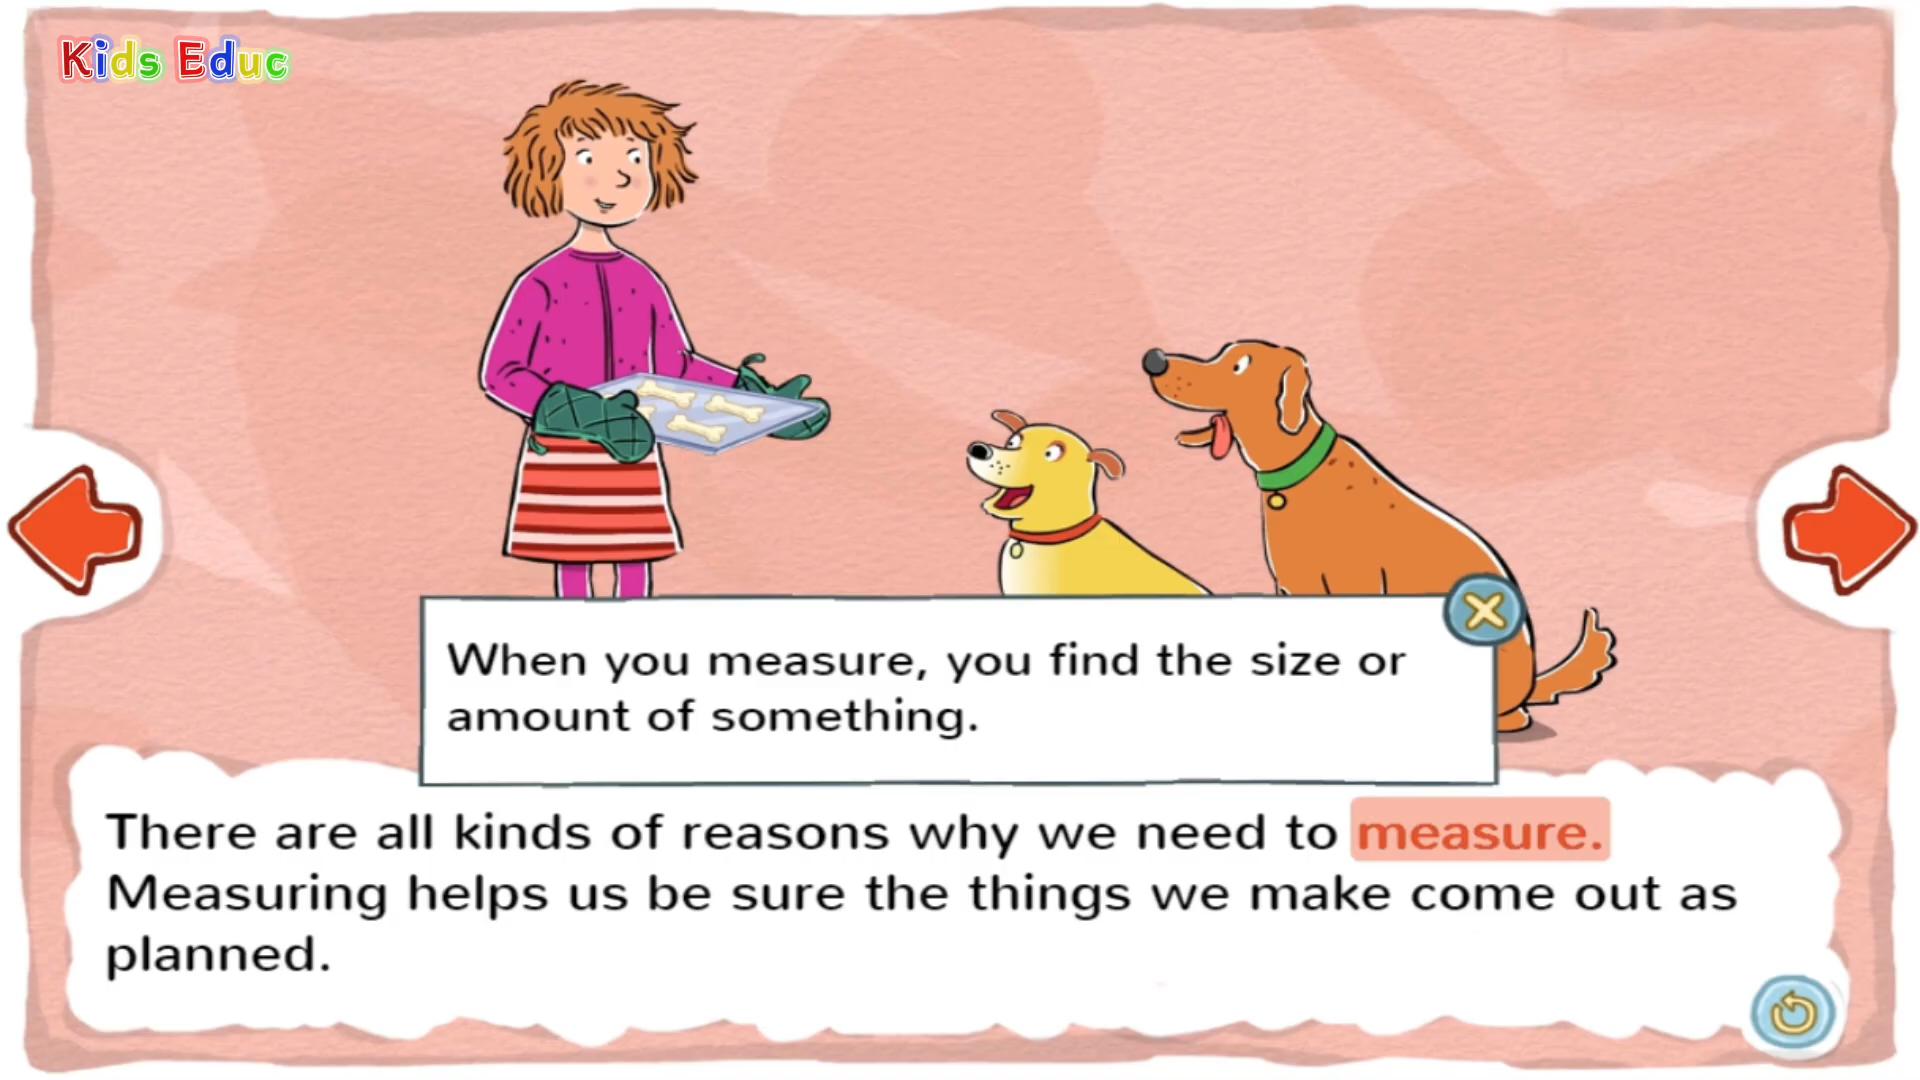 Kids Educ
When you measure, you find the size or
amount of something.
There are all kinds of reasons why we need to measure.
Measuring helps us be sure the things we make come out as
planned.